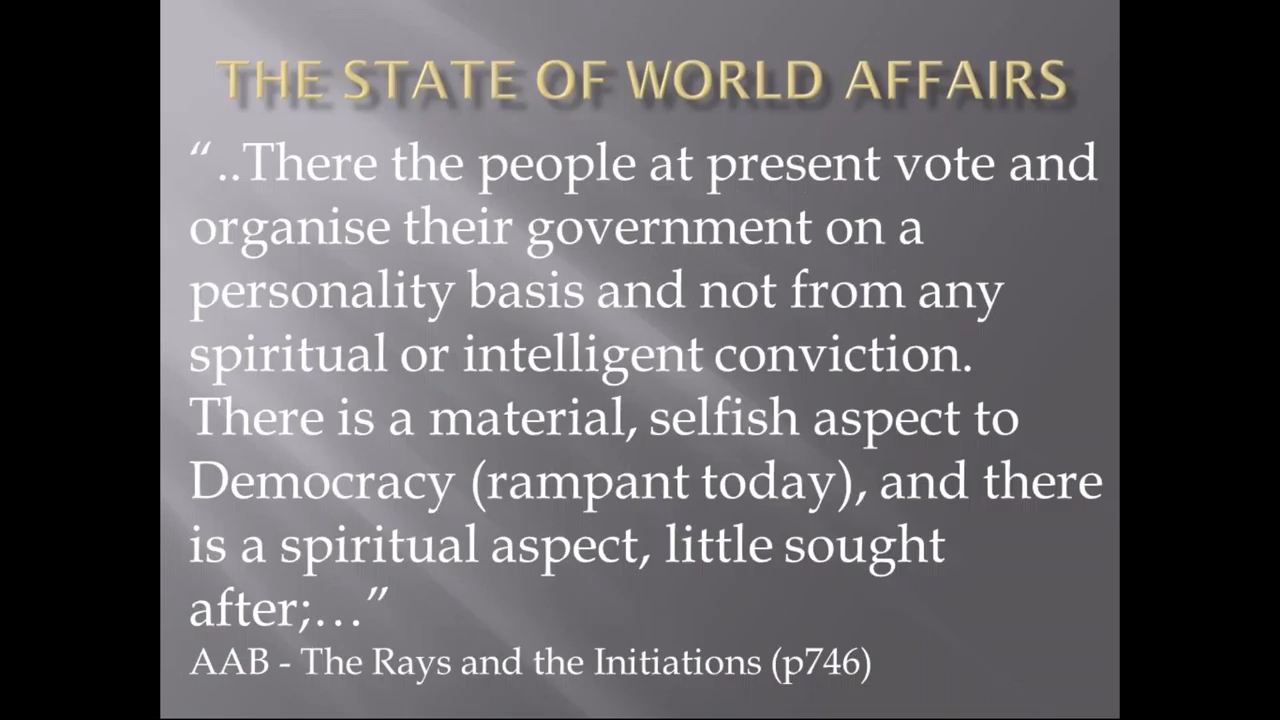 THE STATE OF WORLD AFFAIRS
“..There the people at present vote and
organise their government on a
personality basis and not from any
spiritual or intelligent conviction.
There is a material, selfish aspect to
Democracy (rampant today), and there
is a spiritual aspect, little sought
after;…”
AAB - The Rays and the Initiations (p746)